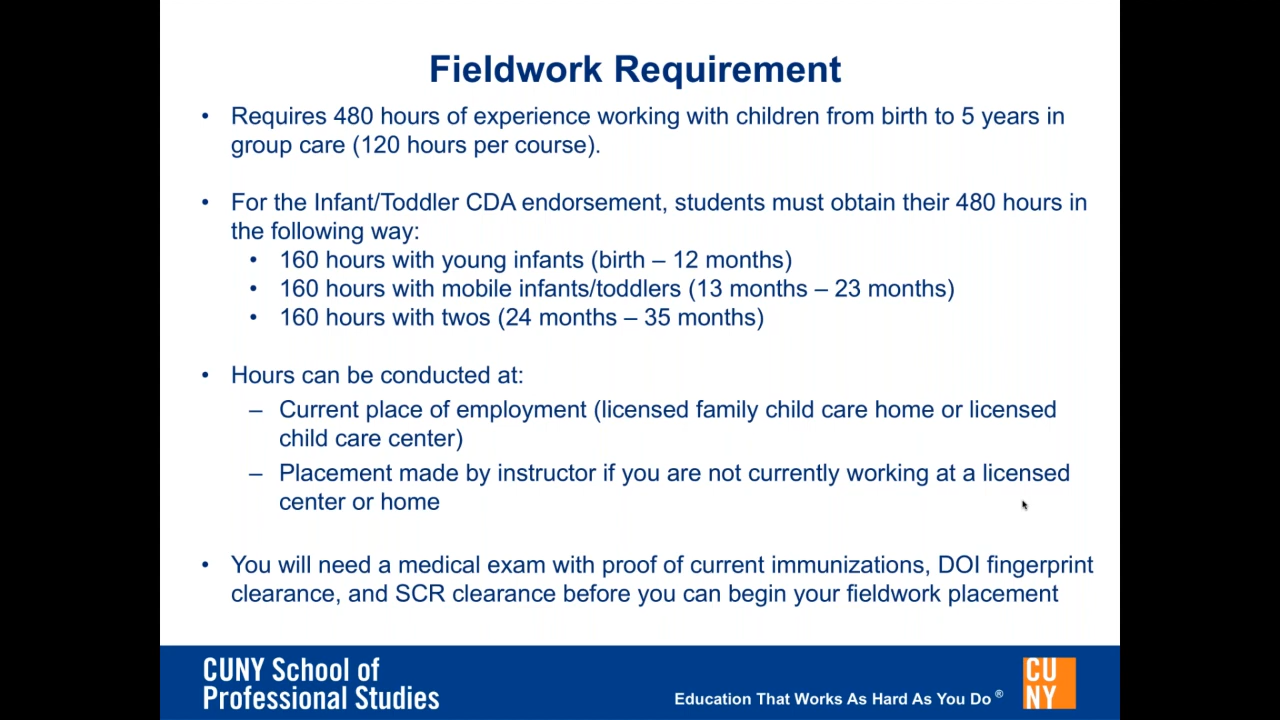 Fieldwork Requirement
• Requires 480 hours of experience working with children from birth to 5 years in
group care (120 hours per course).
• For the Infant/Toddler CDA endorsement, students must obtain their 480 hours in
the following way:
• 160 hours with young infants (birth – 12 months)
• 160 hours with mobile infants/toddlers (13 months – 23 months)
• 160 hours with twos (24 months – 35 months)
• Hours can be conducted at:
– Current place of employment (licensed family child care home or licensed
child care center)
– Placement made by instructor if you are not currently working at a licensed
center or home
• You will need a medical exam with proof of current immunizations, DOI fingerprint
clearance, and SCR clearance before you can begin your fieldwork placement
CUNY School of
Professional Studies
Education That Works As Hard As You Do ®
CU
NY